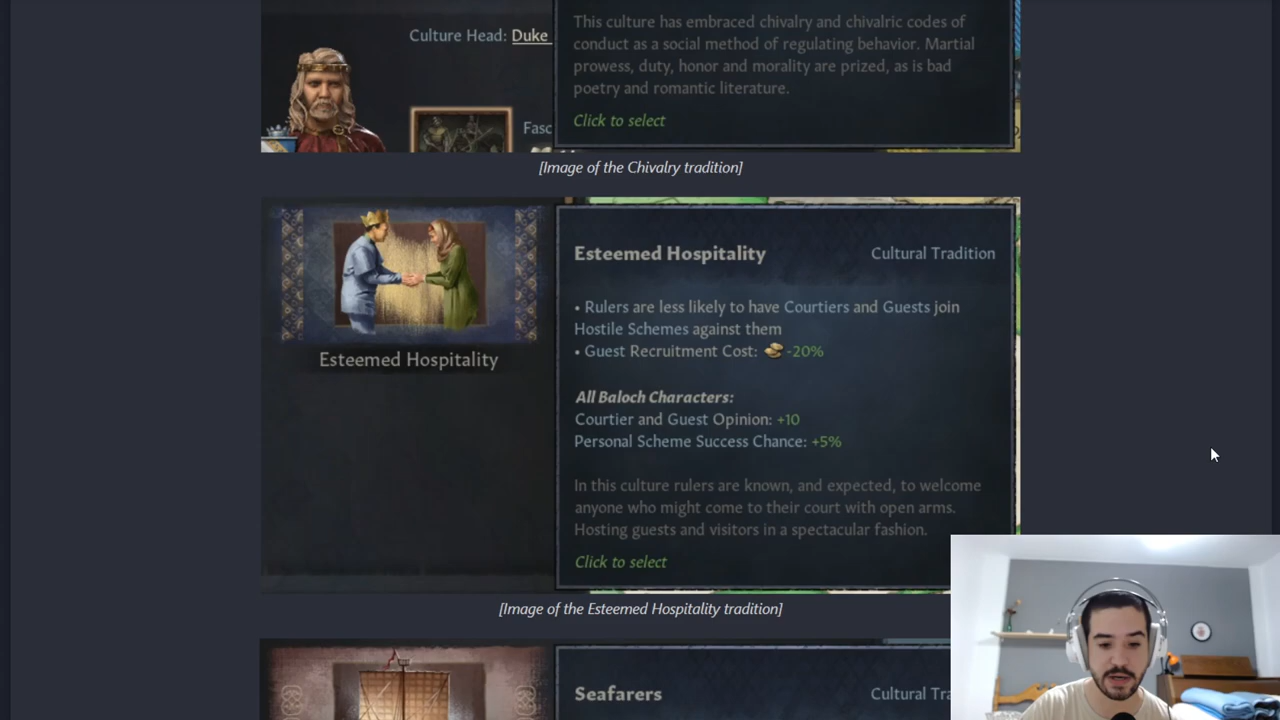 This culture has embraced chivalry and chivalric codes of
Culture Head: Duke
conduct as a social method of regulating behavior. Martial
prowess, duty, honor and morality are prized, as is bad
poetry and romantic literature.
Click to select
Fasc
[Image of the Chivalry tradition]
Esteemed Hospitality
Cultural Tradition
• Rulers are less likely to have Courtiers and Guests join
Hostile Schemes against them
• Guest Recruitment Cost: -20%
Esteemed Hospitality
All Baloch Characters:
Courtier and Guest Opinion: +10
Personal Scheme Success Chance: +5%
In this culture rulers are known, and expected, to welcome
anyone who might come to their court with open arms.
Hosting guests and visitors in a spectacular fashion.
Click to select
[Image of the Esteemed Hospitality tradition]
Seafarers
Cultural Tra